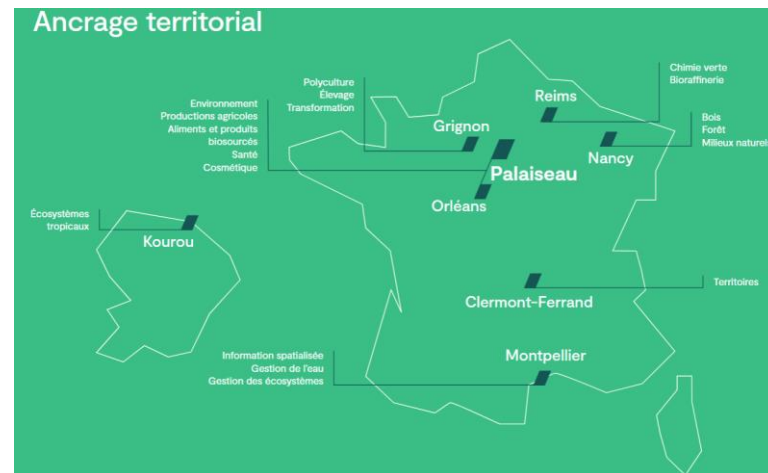 Ancrage territorial
Environnement
Productions agricoles
Aliments et produits
biosourcés
Santé
Cosmétique
Polyculture
Élevage
Transformation
Chimie verte
Bioraffinerie
Bois
Forêt
Milieux naturels
Reims
Grignon
Nancy
Palaiseau
Orléans
Écosystèmes
tropicaux
Kourou
Clermont-Ferrand
Territoires
Information spatialisée
Gestion de l'eau
Gestion des écosystèmes
Montpellier